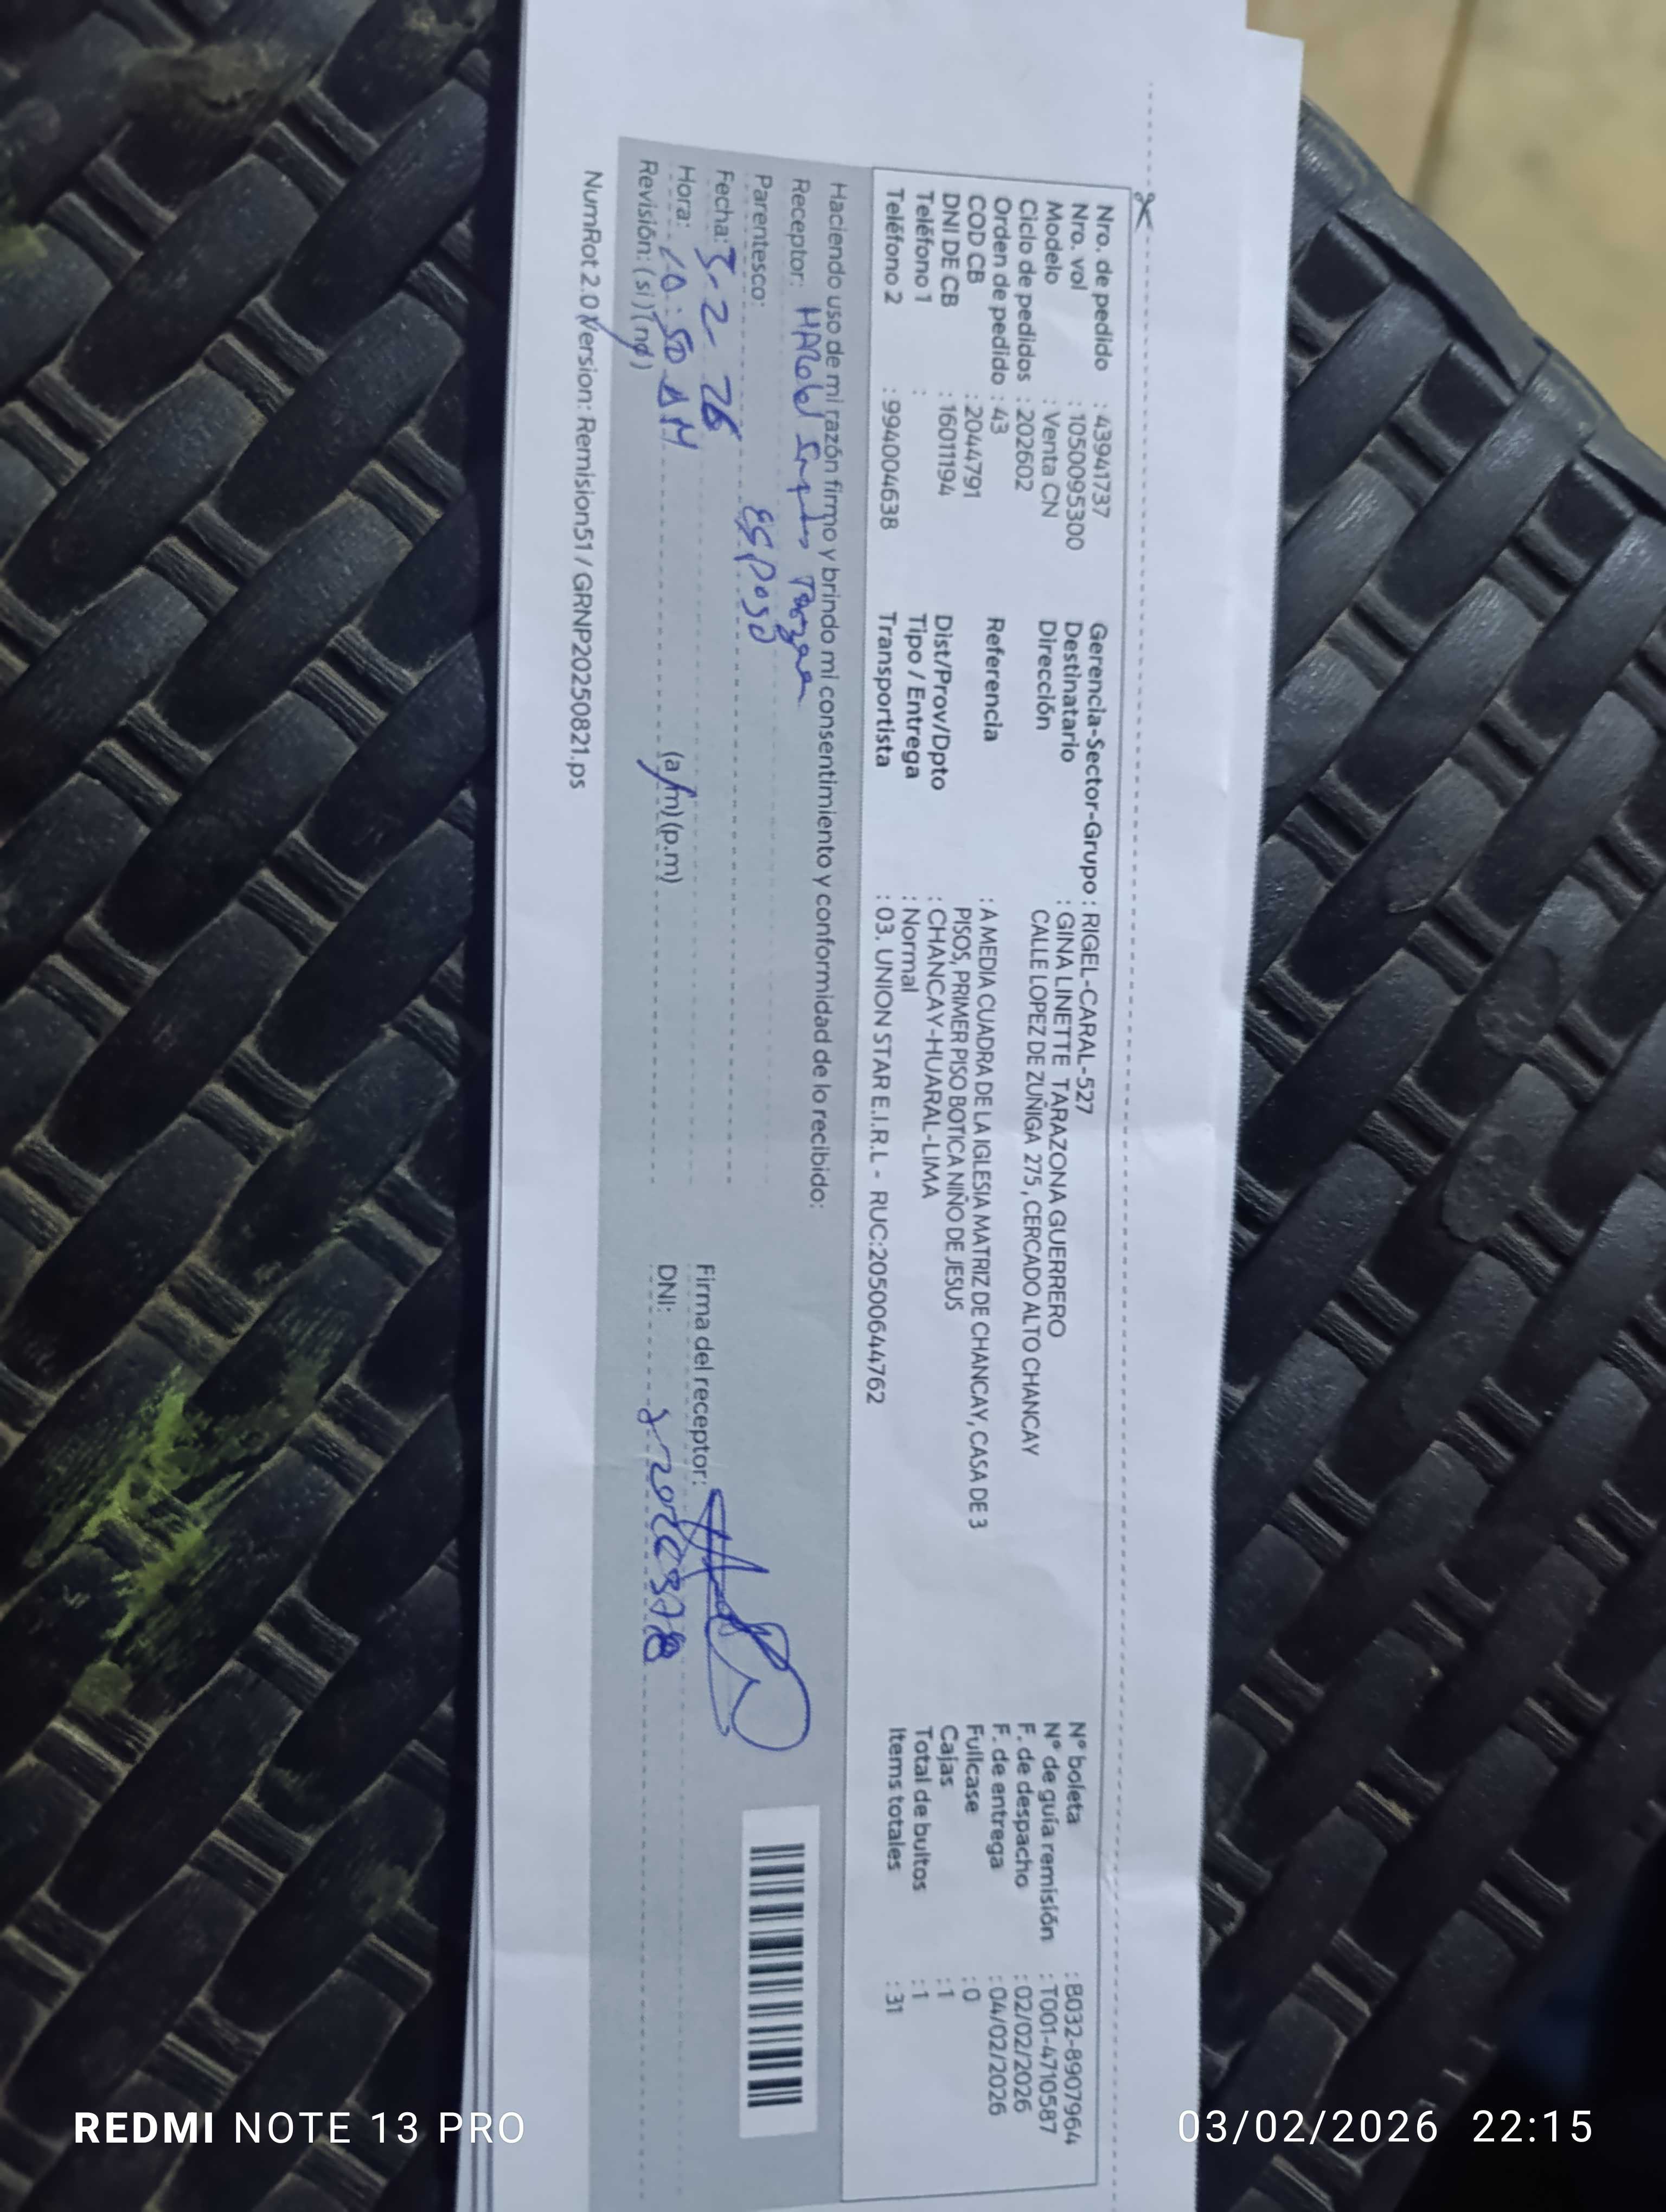 Nro. de pedido : 43941737
Nro. vol : 1050095300
Modelo : Venta CN
Ciclo de pedidos : 202602
Orden de pedido : 43
COD CB : 20447791
DNI DE CB : 16011194
Teléfono 1 :
Teléfono 2 : 994004638
Gerencia-Sector-Grupo : RIGEL-CARAL-527
Destinatario : GINA LINETTE TARAZONA GUERRERO
Dirección CALLE LOPEZ DE ZUÑIGA 275 , CERCADO ALTO CHANCAY
Referencia : A MEDIA CUADRA DE LA IGLESIA MATRIZ DE CHANCAY, CASA DE 3
PISOS, PRIMER PISO BOTICA NIÑO DE JESUS
Dist/Prov/Dpto : CHANCAY-HUARAL-LIMA
Tipo / Entrega : Normal
Transportista : 03. UNION STAR E.I.R.L - RUC:20500644762
N° boleta : B032-8907964
N° de guía remisión : T001-4710587
F. de despacho : 02/02/2026
F. de entrega : 04/02/2026
Fullcase : 0
Cajas : 1
Total de bultos : 1
Items totales : 31
Haciendo uso de mi razón firmo y brindo mi consentimiento y conformidad de lo recibido:
Receptor: HAROLD
Parentesco: ESPOSO
Fecha: 3-2-26
Hora: 10:50 AM (a.m) (p.m)
Revisión: (si) (no)
Firma del receptor:
DNI:
NumRot 2.0 Version: Remision51 / GRNP20250821.ps
REDMI NOTE 13 PRO
03/02/2026 22:15